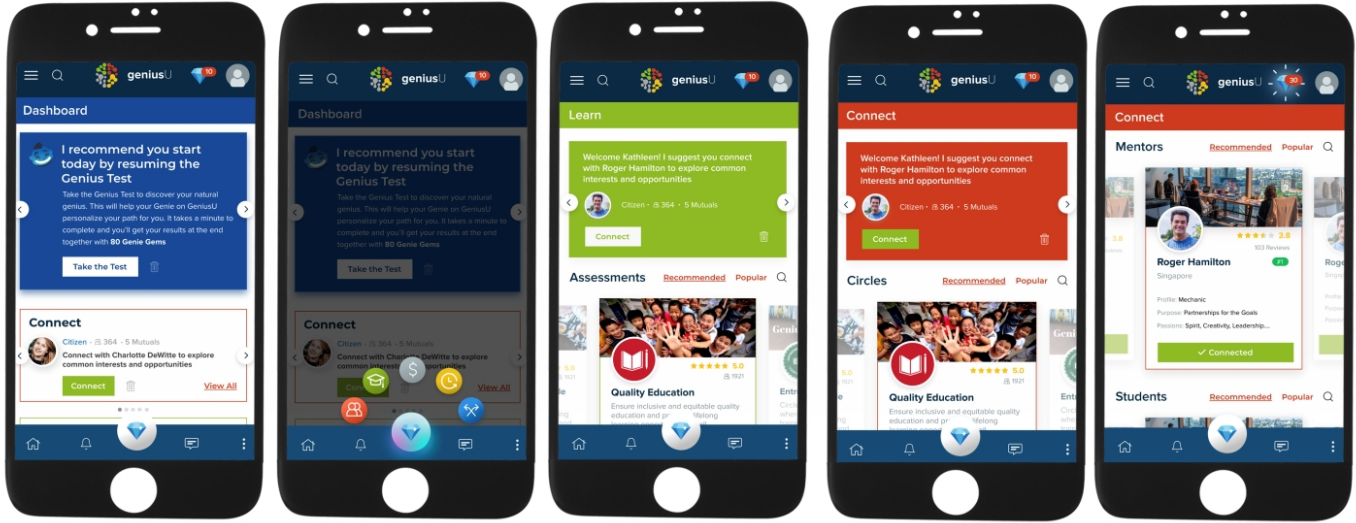 geniusU
10
Dashboard
I recommend you start
today by resuming the
Genius Test
Take the Genius Test to discover your natural
genius. This will help your Genie on GeniusU
personalize your path for you. It takes a minute to
complete and you'll get your results at the end
together with 80 Genie Gems
Take the Test
Connect
Citizen · 364 · 5 Mutuals
Connect with Charlotte DeWitte to explore
common interests and opportunities
Connect
View All
geniusU
10
Dashboard
I recommend you start
today by resuming the
Genius Test
Take the Genius Test to discover your natural
genius. This will help your Genie on GeniusU
personalize your path for you. It takes a minute to
complete and you'll get your results at the end
together with 80 Genie Gems
Take the Test
Connect
Citizen · 364 · 5 Mutuals
Connect with Charlotte DeWitte to explore
common interests and opportunities
View All
$
geniusU
10
Learn
Welcome Kathleen! I suggest you connect
with Roger Hamilton to explore common
interests and opportunities
Citizen · 364 · 5 Mutuals
Connect
Assessments
Recommended
Popular
5.0
1921
Quality Education
Ensure inclusive and equitable quality
education and lifelong
geniusU
10
Connect
Welcome Kathleen! I suggest you connect
with Roger Hamilton to explore common
interests and opportunities
Citizen · 364 · 5 Mutuals
Connect
Circles
Recommended
Popular
5.0
1921
Quality Education
Ensure inclusive and equitable quality
education and lifelong
geniusU
30
Connect
Mentors
Recommended
Popular
3.8
3.8
103 Reviews
Roger Hamilton
#1
Singapore
Profile: Mechanic
Purpose: Partnerships for the Goals
Passions: Spirit, Creativity, Leadership...
✓ Connected
Students
Recommended
Popular